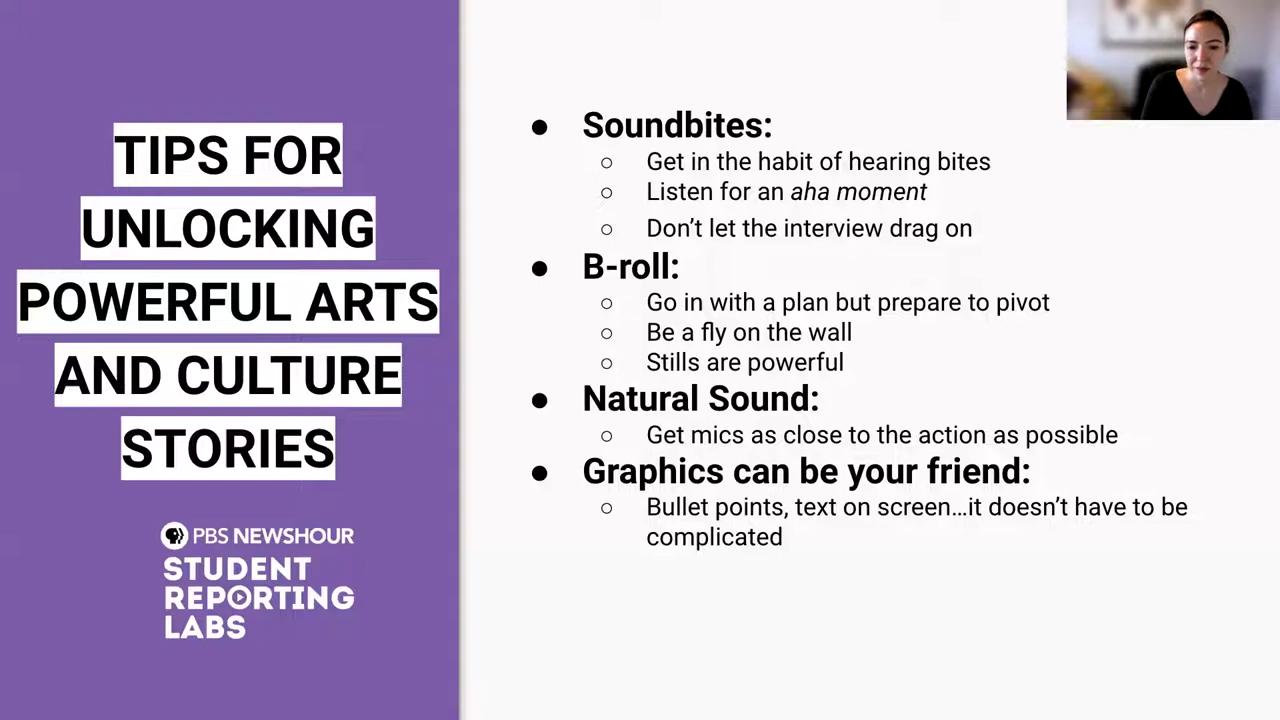 TIPS FOR
UNLOCKING
POWERFUL ARTS
AND CULTURE
STORIES
PBS NEWSHOUR
STUDENT
REPORTING
LABS
● Soundbites:
○ Get in the habit of hearing bites
○ Listen for an aha moment
○ Don’t let the interview drag on
● B-roll:
○ Go in with a plan but prepare to pivot
○ Be a fly on the wall
○ Stills are powerful
● Natural Sound:
○ Get mics as close to the action as possible
● Graphics can be your friend:
○ Bullet points, text on screen…it doesn’t have to be
complicated